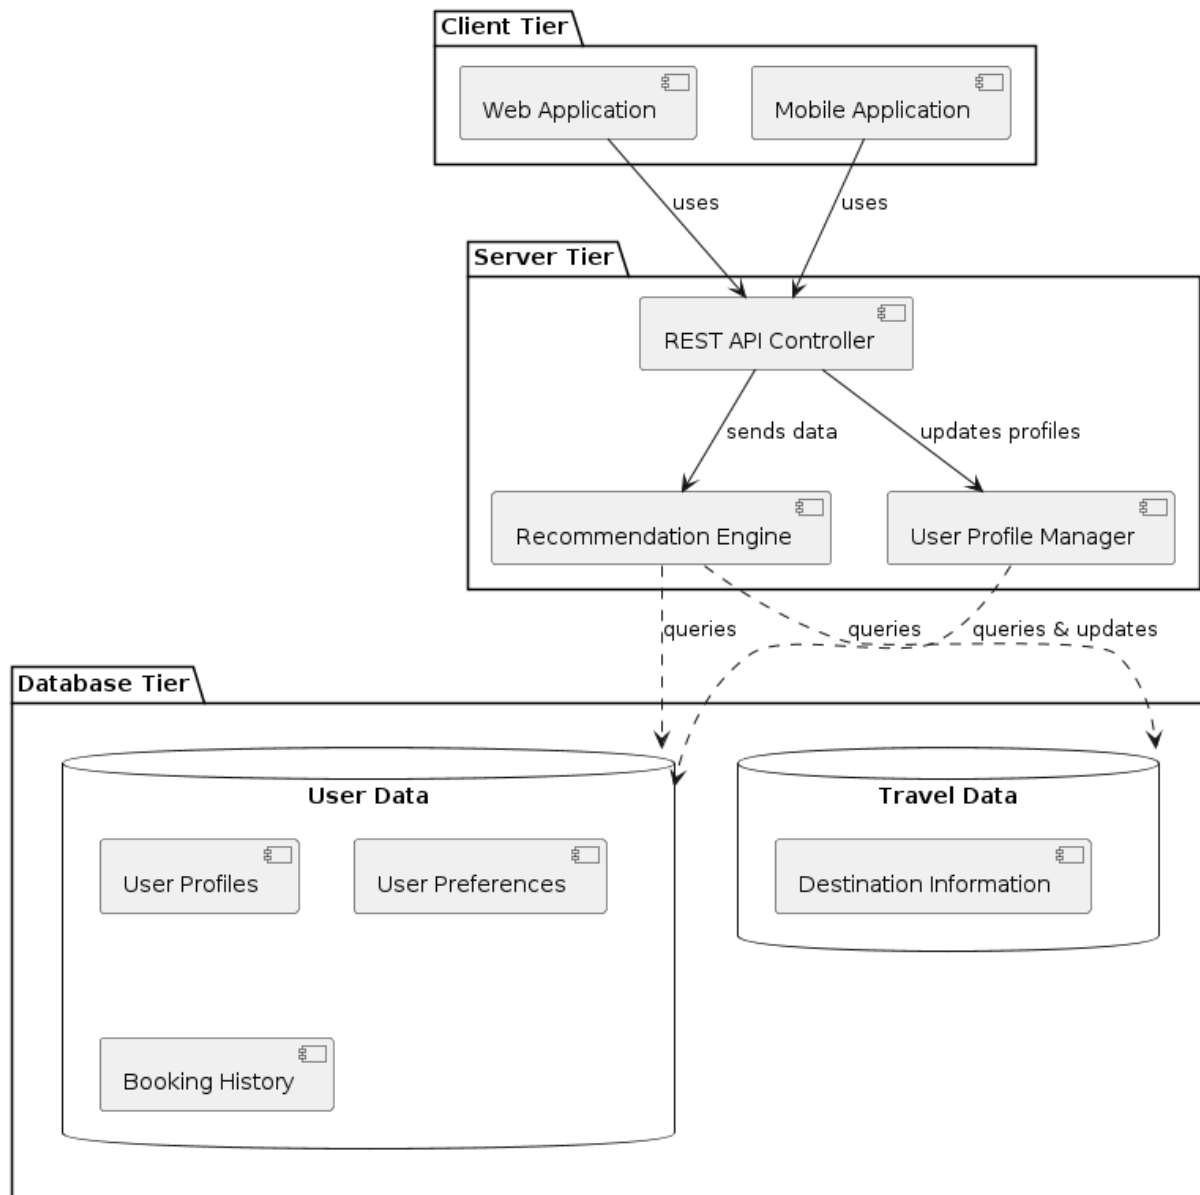 Client Tier
Web Application
Mobile Application
uses
uses
Server Tier
REST API Controller
sends data
updates profiles
Recommendation Engine
User Profile Manager
queries
queries
queries & updates
Database Tier
User Data
Travel Data
User Profiles
User Preferences
Destination Information
Booking History